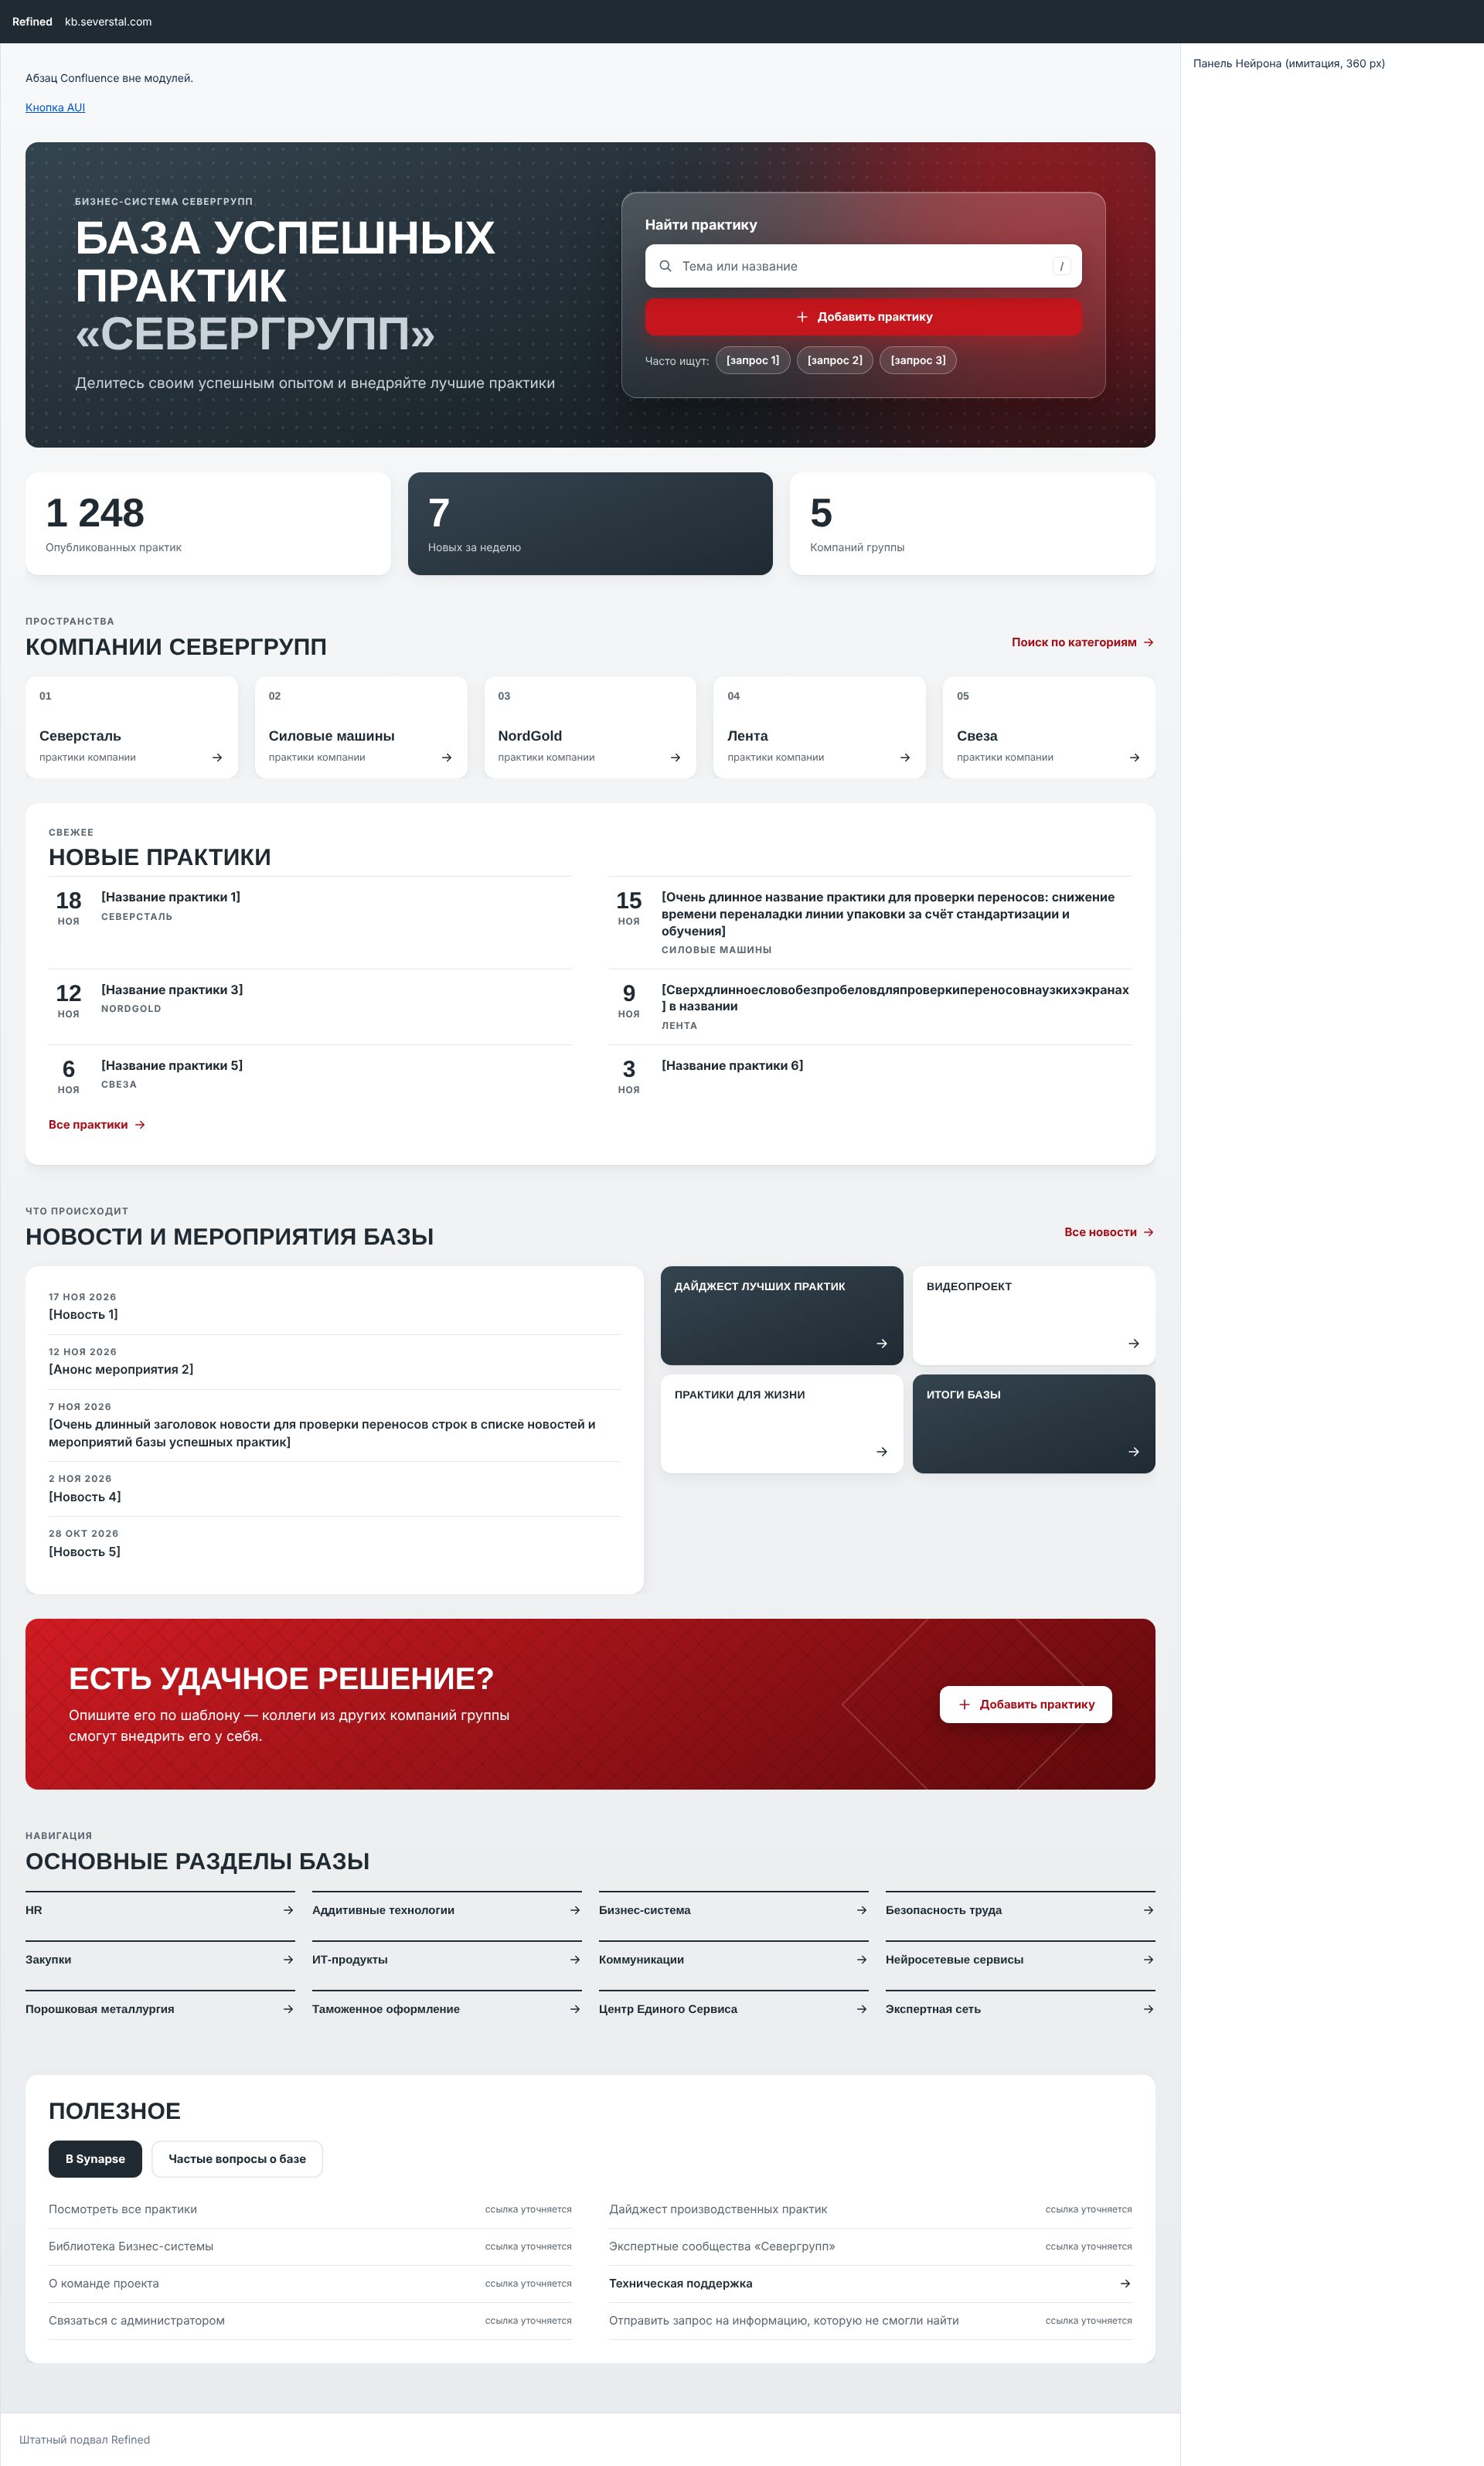 Refined kb.severstal.com
Панель Нейрона (имитация, 360 px)
Абзац Confluence вне модулей.
Кнопка AUI
БИЗНЕС-СИСТЕМА СЕВЕРГРУПП
БАЗА УСПЕШНЫХ
ПРАКТИК
«СЕВЕРГРУПП»
Делитесь своим успешным опытом и внедряйте лучшие практики
Найти практику
Тема или название /
+ Добавить практику
Часто ищут: [запрос 1] [запрос 2] [запрос 3]
1 248
Опубликованных практик
7
Новых за неделю
5
Компаний группы
ПРОСТРАНСТВА
КОМПАНИИ СЕВЕРГРУПП
Поиск по категориям →
01
Северсталь
практики компании →
02
Силовые машины
практики компании →
03
NordGold
практики компании →
04
Лента
практики компании →
05
Свеза
практики компании →
СВЕЖЕЕ
НОВЫЕ ПРАКТИКИ
18 НОЯ
[Название практики 1]
СЕВЕРСТАЛЬ
15 НОЯ
[Очень длинное название практики для проверки переносов: снижение
времени переналадки линии упаковки за счёт стандартизации и
обучения]
СИЛОВЫЕ МАШИНЫ
12 НОЯ
[Название практики 3]
NORDGOLD
9 НОЯ
[Сверхдлинноесловобезпробеловдляпроверкипереносовнаузкихэкранах
] в названии
ЛЕНТА
6 НОЯ
[Название практики 5]
СВЕЗА
3 НОЯ
[Название практики 6]
Все практики →
ЧТО ПРОИСХОДИТ
НОВОСТИ И МЕРОПРИЯТИЯ БАЗЫ
Все новости →
17 НОЯ 2026
[Новость 1]
12 НОЯ 2026
[Анонс мероприятия 2]
7 НОЯ 2026
[Очень длинный заголовок новости для проверки переносов строк в списке новостей и
мероприятий базы успешных практик]
2 НОЯ 2026
[Новость 4]
28 ОКТ 2026
[Новость 5]
ДАЙДЖЕСТ ЛУЧШИХ ПРАКТИК →
ВИДЕОПРОЕКТ →
ПРАКТИКИ ДЛЯ ЖИЗНИ →
ИТОГИ БАЗЫ →
ЕСТЬ УДАЧНОЕ РЕШЕНИЕ?
Опишите его по шаблону — коллеги из других компаний группы
смогут внедрить его у себя.
+ Добавить практику
НАВИГАЦИЯ
ОСНОВНЫЕ РАЗДЕЛЫ БАЗЫ
HR →
Аддитивные технологии →
Бизнес-система →
Безопасность труда →
Закупки →
ИТ-продукты →
Коммуникации →
Нейросетевые сервисы →
Порошковая металлургия →
Таможенное оформление →
Центр Единого Сервиса →
Экспертная сеть →
ПОЛЕЗНОЕ
В Synapse
Частые вопросы о базе
Посмотреть все практики ссылка уточняется
Дайджест производственных практик ссылка уточняется
Библиотека Бизнес-системы ссылка уточняется
Экспертные сообщества «Севергрупп» ссылка уточняется
О команде проекта ссылка уточняется
Техническая поддержка →
Связаться с администратором ссылка уточняется
Отправить запрос на информацию, которую не смогли найти ссылка уточняется
Штатный подвал Refined